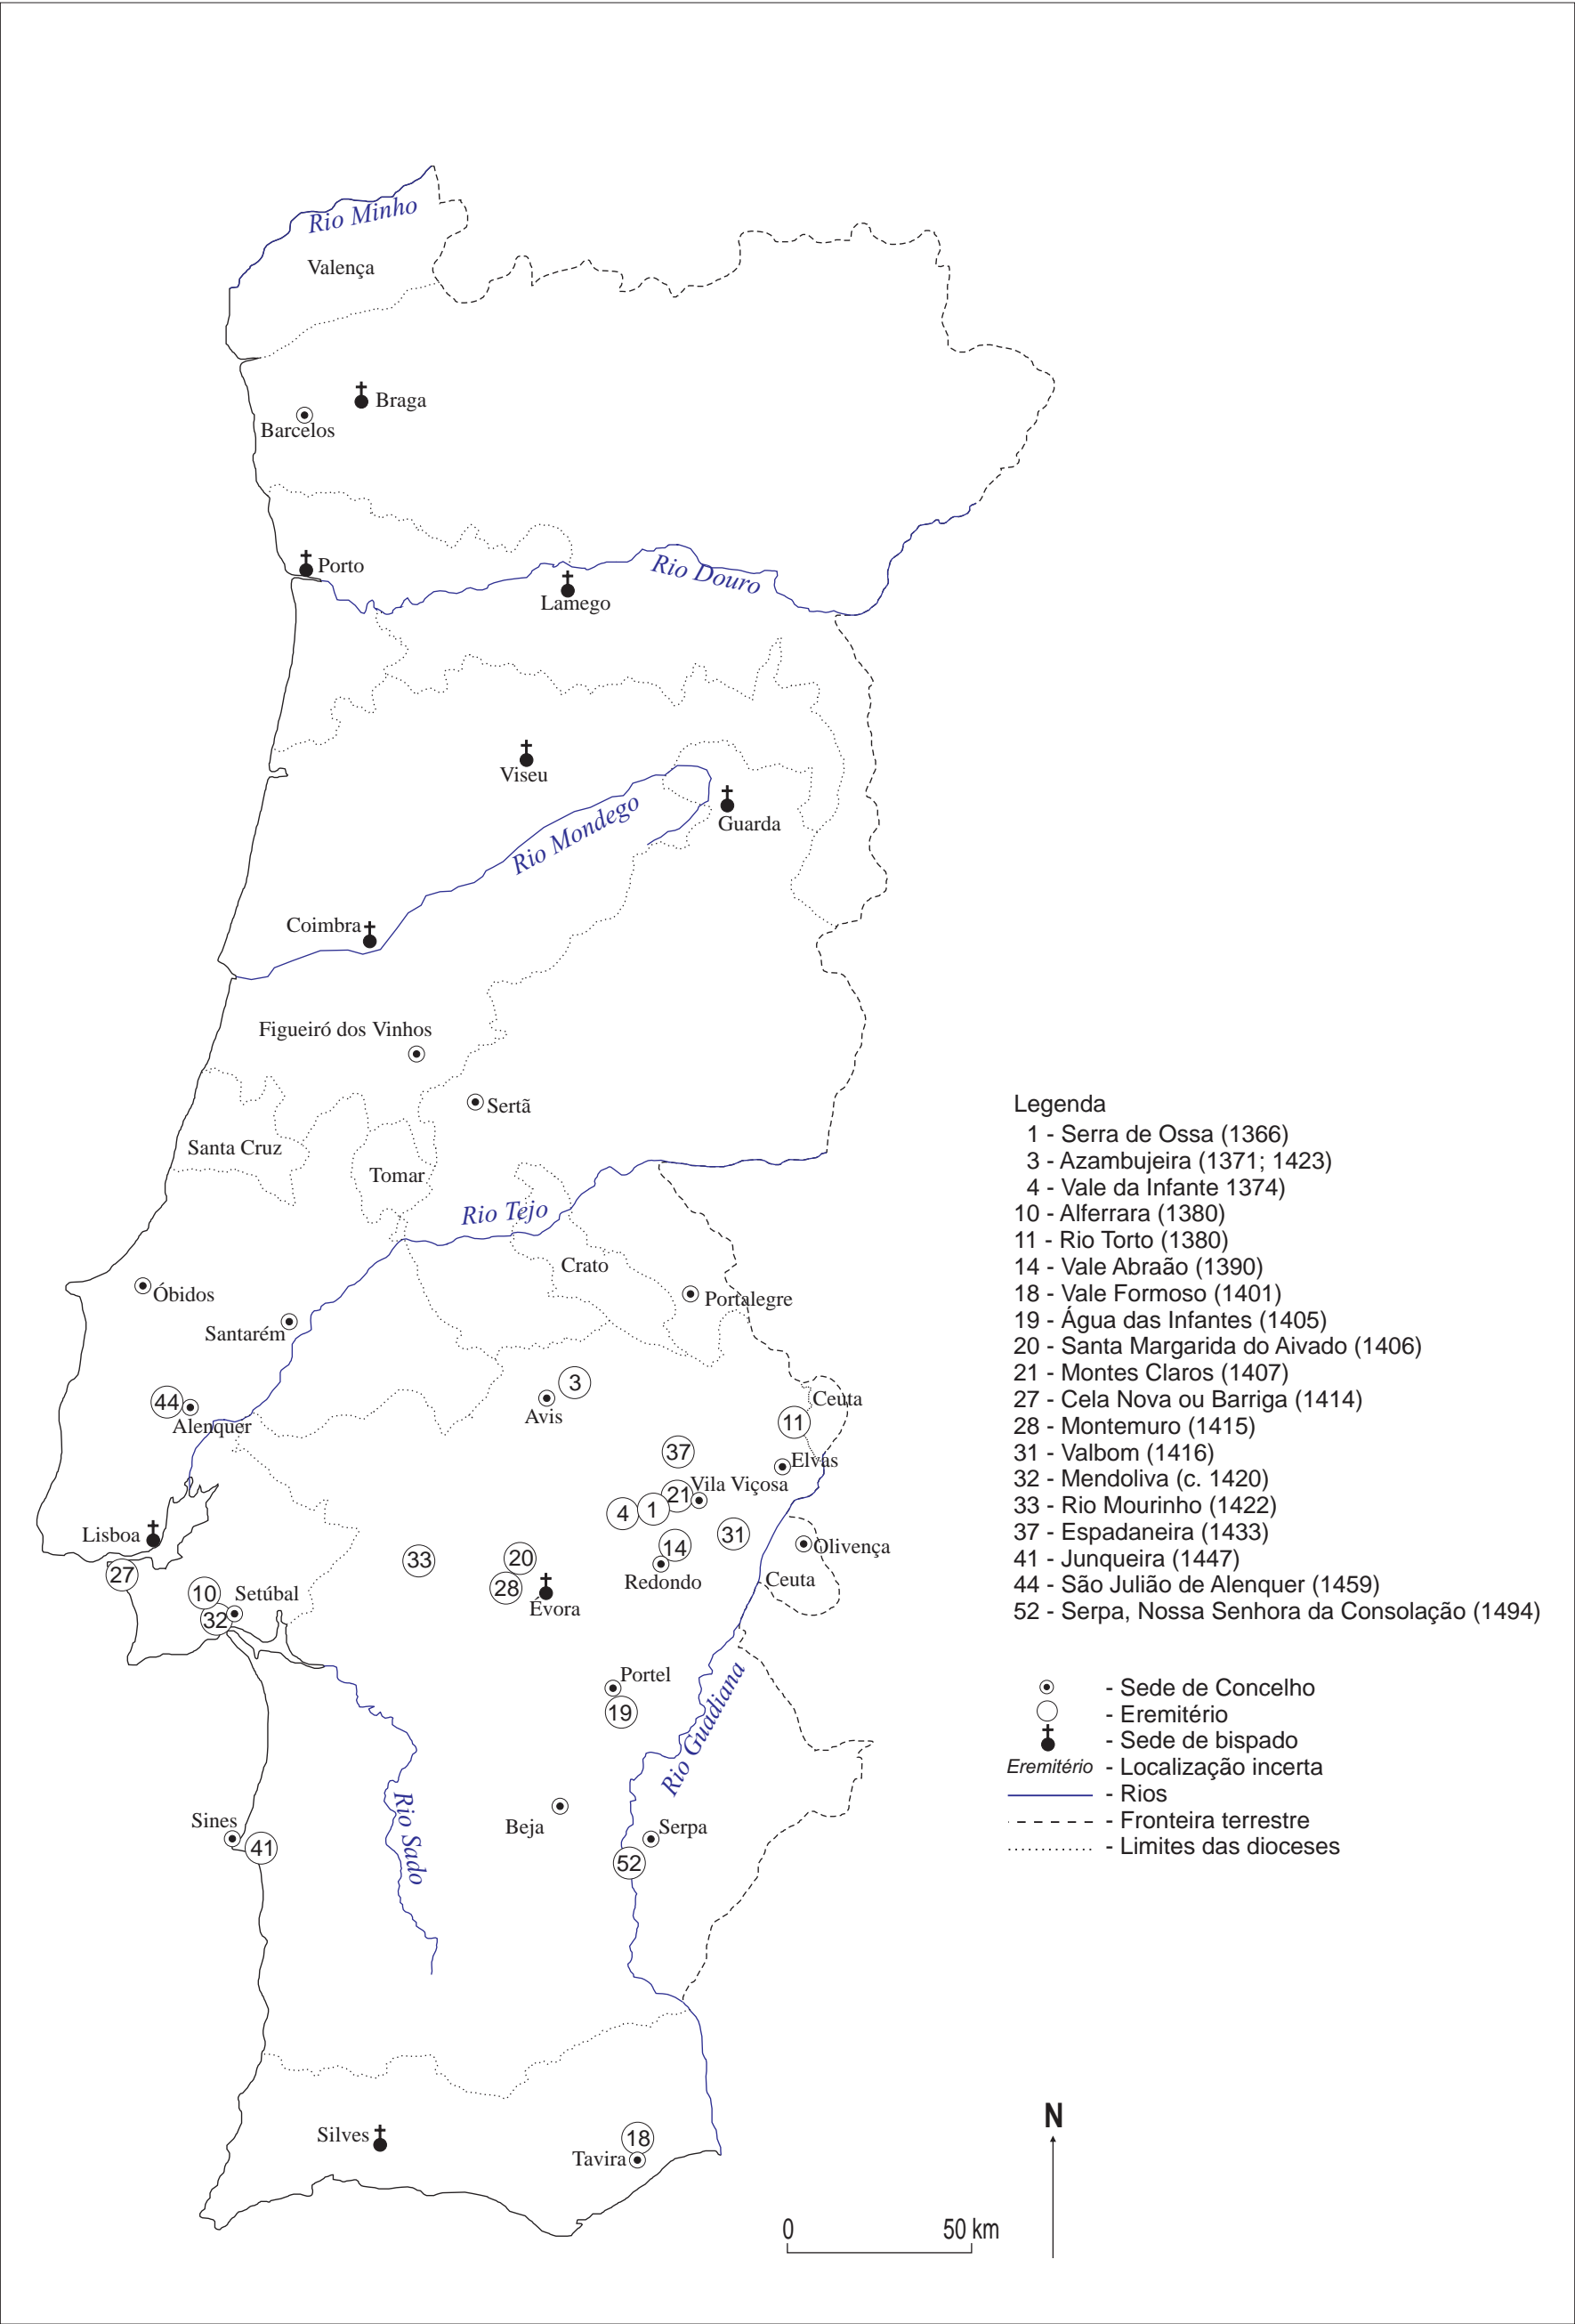 Rio Minho
Valença
Braga
Barcelos
Porto
Rio Douro
Lamego
Viseu
Rio Mondego
Guarda
Coimbra
Figueiró dos Vinhos
Sertã
Santa Cruz
Tomar
Rio Tejo
Crato
Óbidos
Portalegre
Santarém
3
Ceuta
44
Avis
Alenquer
11
37
Elvas
Vila Viçosa
21
4
1
Lisboa
31
14
Olivença
33
20
27
Redondo
Ceuta
28
10
Setúbal
Évora
32
Portel
19
Rio Guadiana
Rio Sado
Sines
Beja
Serpa
41
52
Silves
18
Tavira
Legenda
1 - Serra de Ossa (1366)
3 - Azambujeira (1371; 1423)
4 - Vale da Infante 1374)
10 - Alferrara (1380)
11 - Rio Torto (1380)
14 - Vale Abraão (1390)
18 - Vale Formoso (1401)
19 - Água das Infantes (1405)
20 - Santa Margarida do Aivado (1406)
21 - Montes Claros (1407)
27 - Cela Nova ou Barriga (1414)
28 - Montemuro (1415)
31 - Valbom (1416)
32 - Mendoliva (c. 1420)
33 - Rio Mourinho (1422)
37 - Espadaneira (1433)
41 - Junqueira (1447)
44 - São Julião de Alenquer (1459)
52 - Serpa, Nossa Senhora da Consolação (1494)
- Sede de Concelho
- Eremitério
- Sede de bispado
Eremitério - Localização incerta
- Rios
- Fronteira terrestre
- Limites das dioceses
N
0 50 km